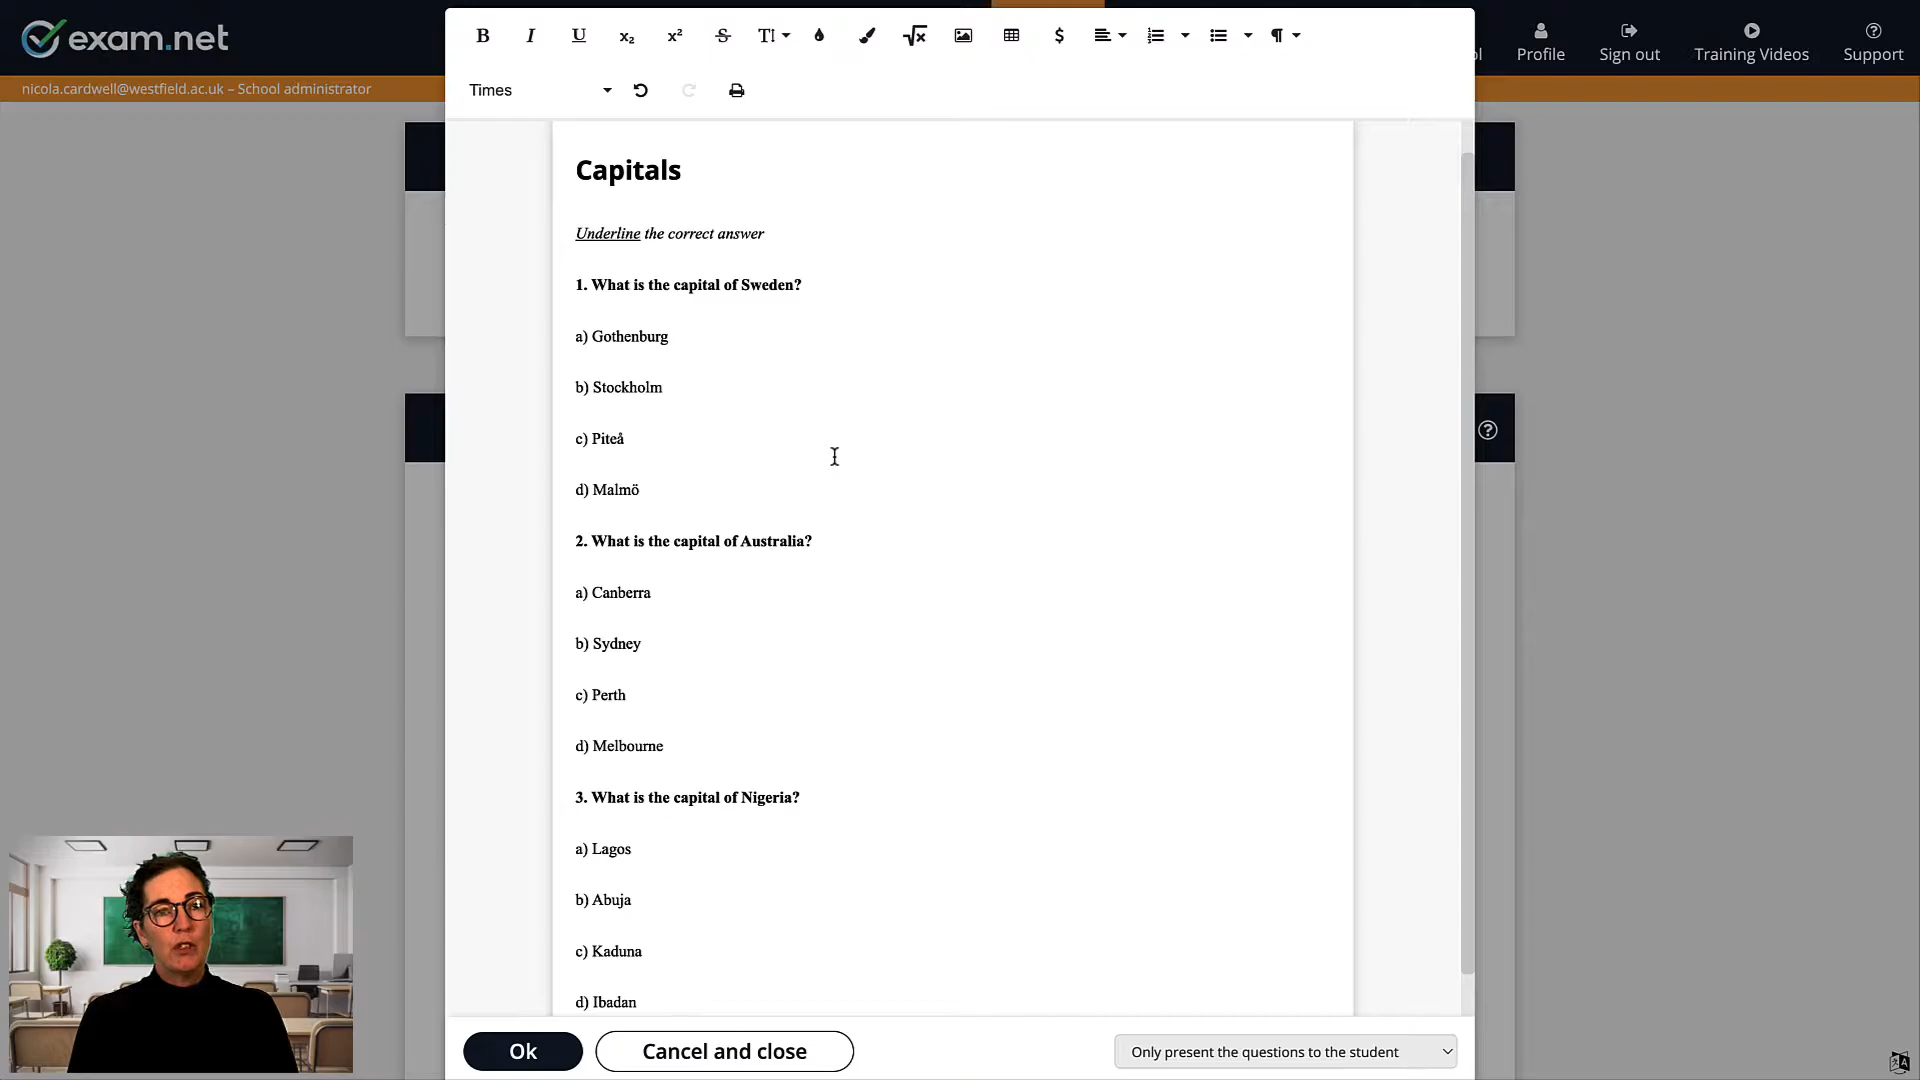 exam.net
Profile
Sign out
Training Videos
Support
nicola.cardwell@westfield.ac.uk – School administrator
Times
Capitals
Underline the correct answer
1. What is the capital of Sweden?
a) Gothenburg
b) Stockholm
c) Piteå
d) Malmö
2. What is the capital of Australia?
a) Canberra
b) Sydney
c) Perth
d) Melbourne
3. What is the capital of Nigeria?
a) Lagos
b) Abuja
c) Kaduna
d) Ibadan
Ok
Cancel and close
Only present the questions to the student